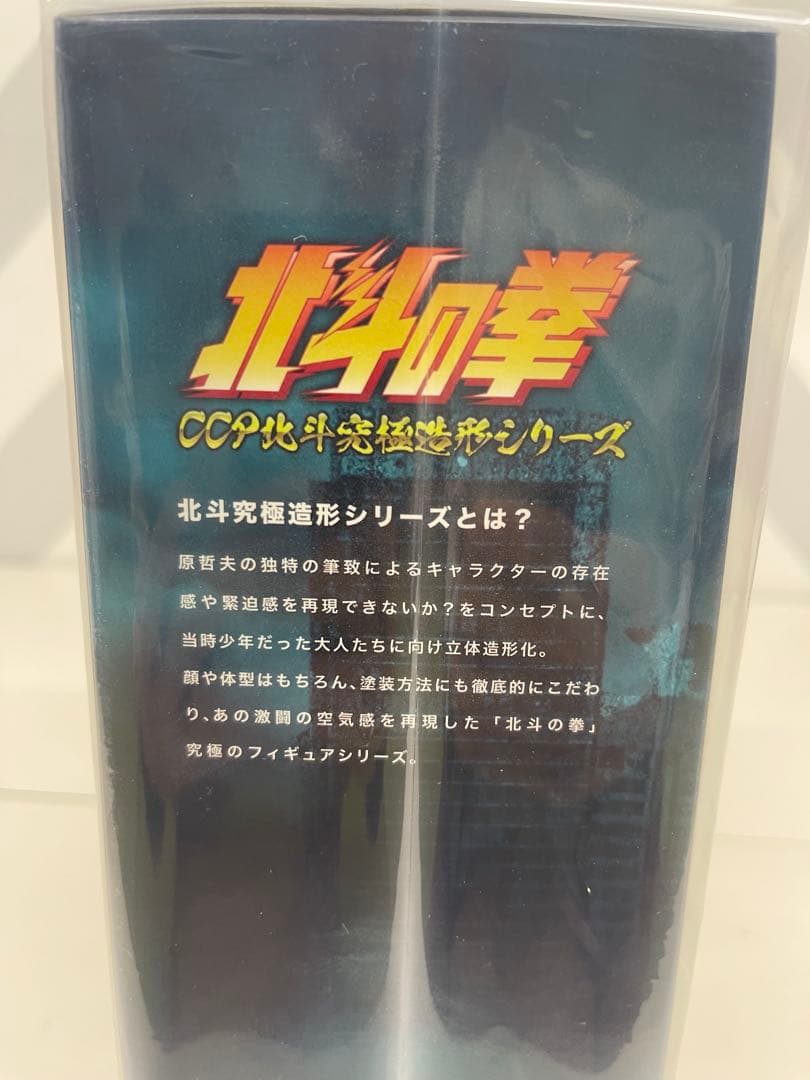 北斗の拳
CCP北斗究極造形シリーズ
北斗究極造形シリーズとは？
原哲夫の独特の筆致によるキャラクターの存在
感や緊迫感を再現できないか？をコンセプトに、
当時少年だった大人たちに向け立体造形化。
顔や体型はもちろん、塗装方法にも徹底的にこだわ
り、あの激闘の空気感を再現した「北斗の拳」
究極のフィギュアシリーズ。